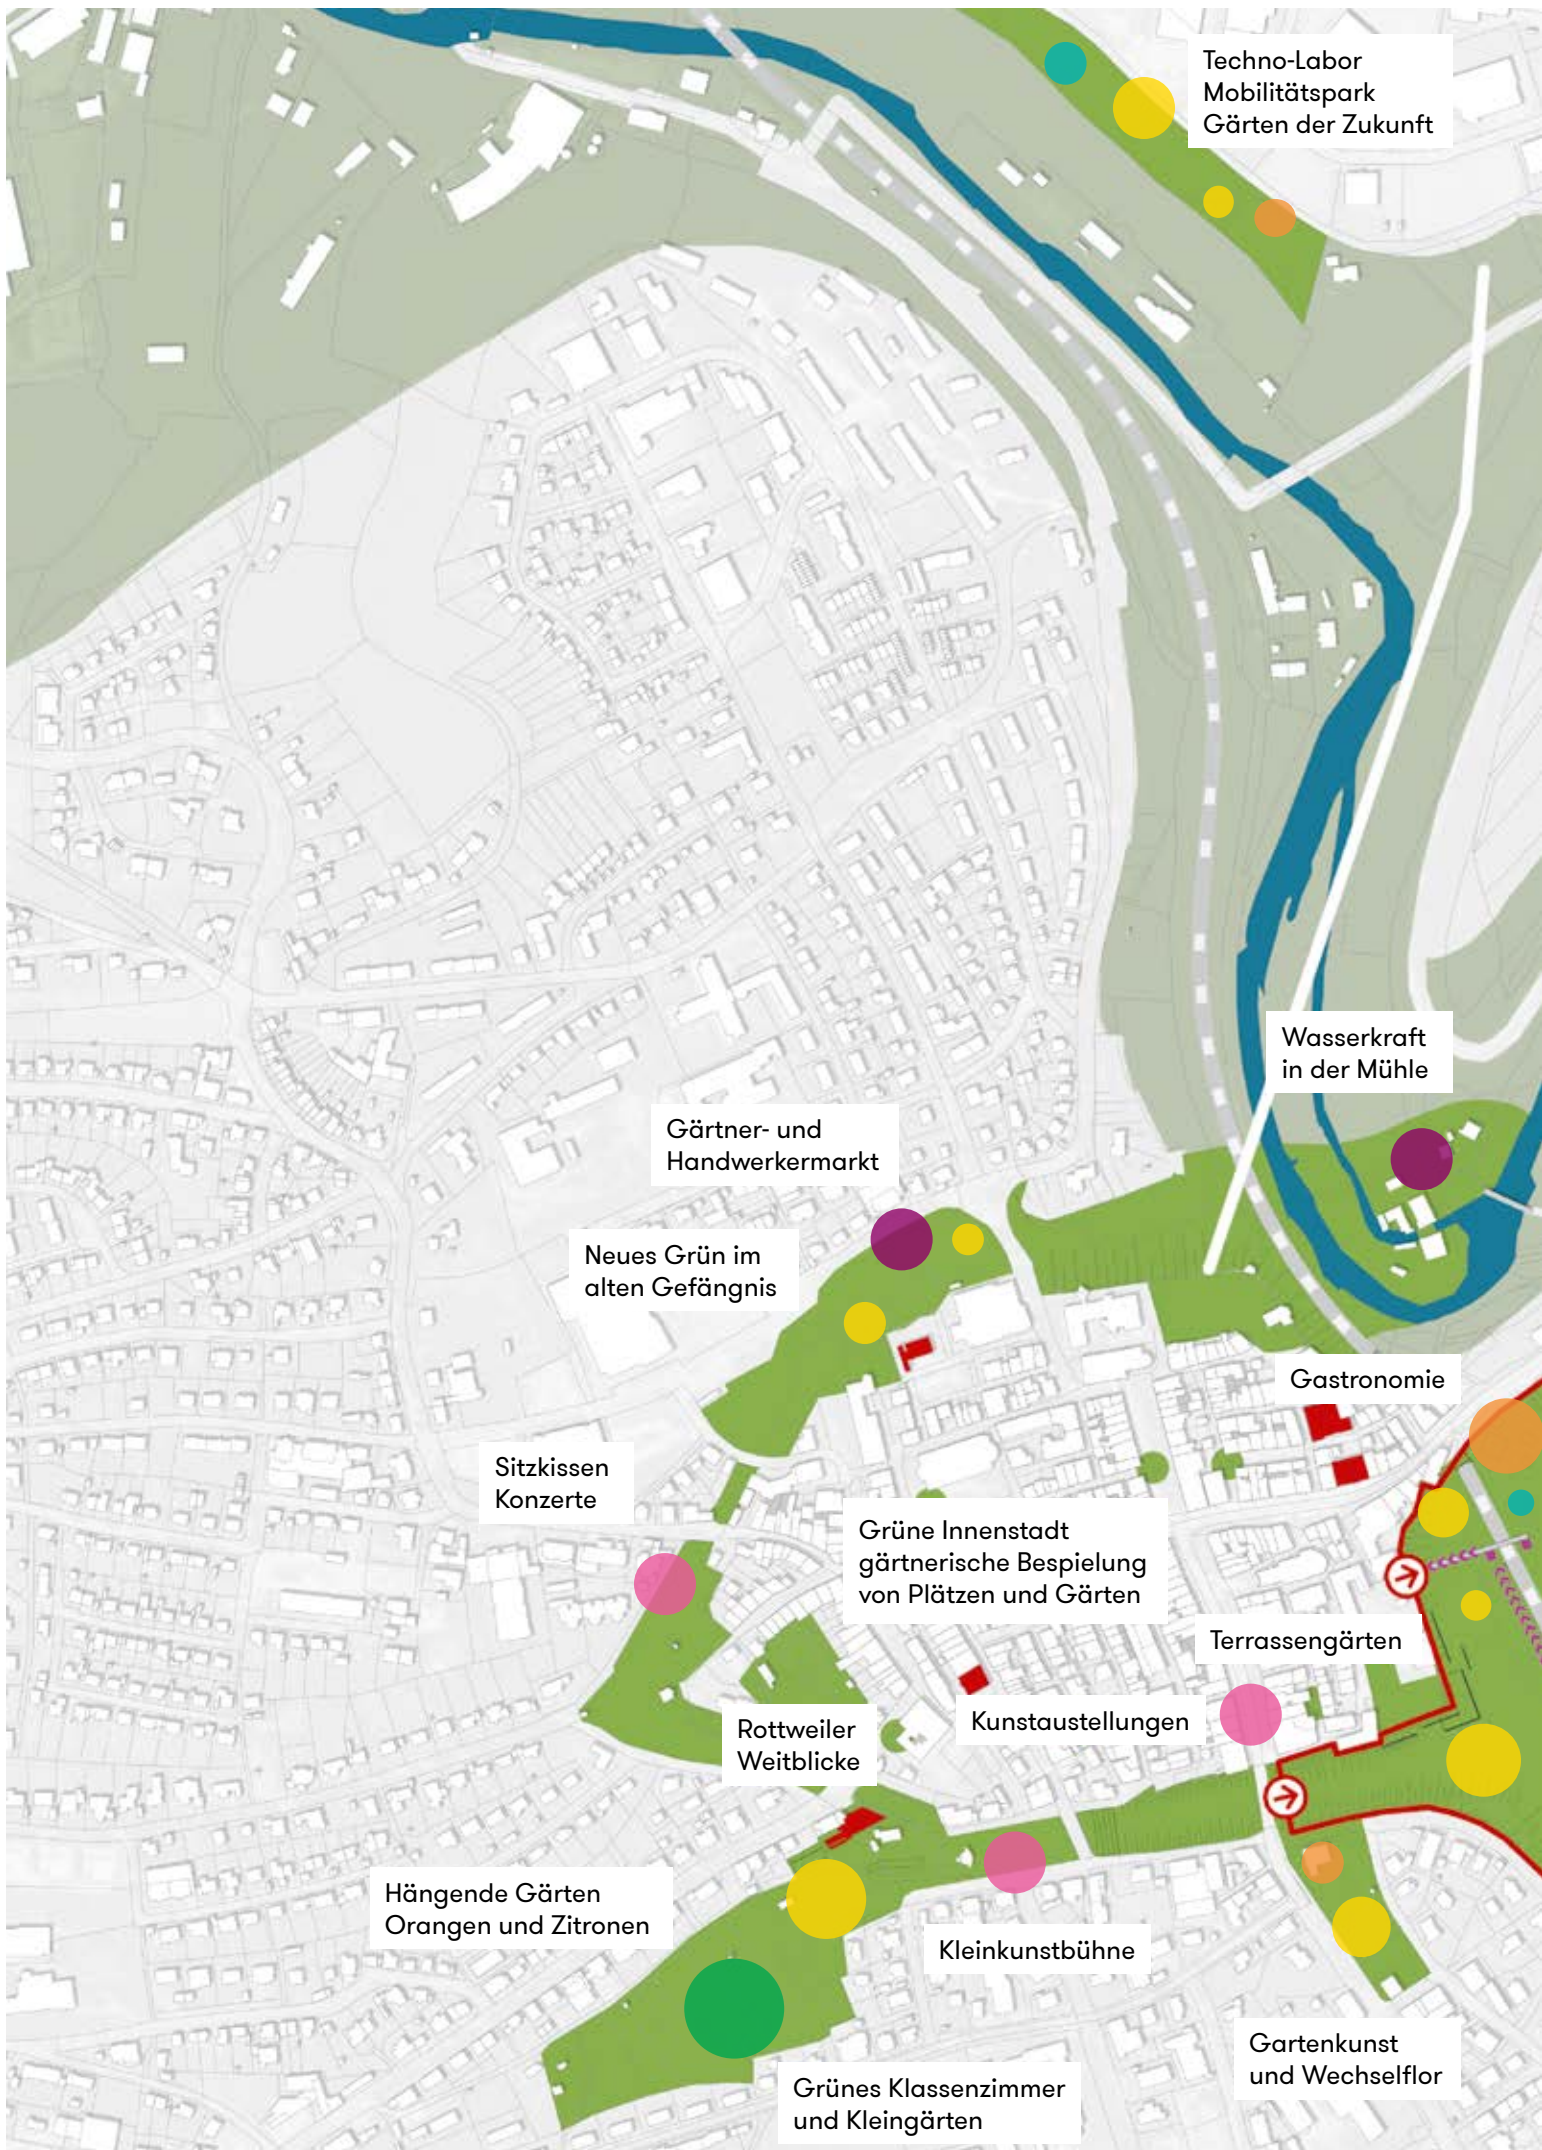 Techno-Labor
Mobilitätspark
Gärten der Zukunft
Wasserkraft
in der Mühle
Gärtner- und
Handwerkermarkt
Neues Grün im
alten Gefängnis
Gastronomie
Sitzkissen
Konzerte
Grüne Innenstadt
gärtnerische Bespielung
von Plätzen und Gärten
Terrassengärten
Kunstaustellungen
Rottweiler
Weitblicke
Hängende Gärten
Orangen und Zitronen
Kleinkunstbühne
Gartenkunst
und Wechselflor
Grünes Klassenzimmer
und Kleingärten